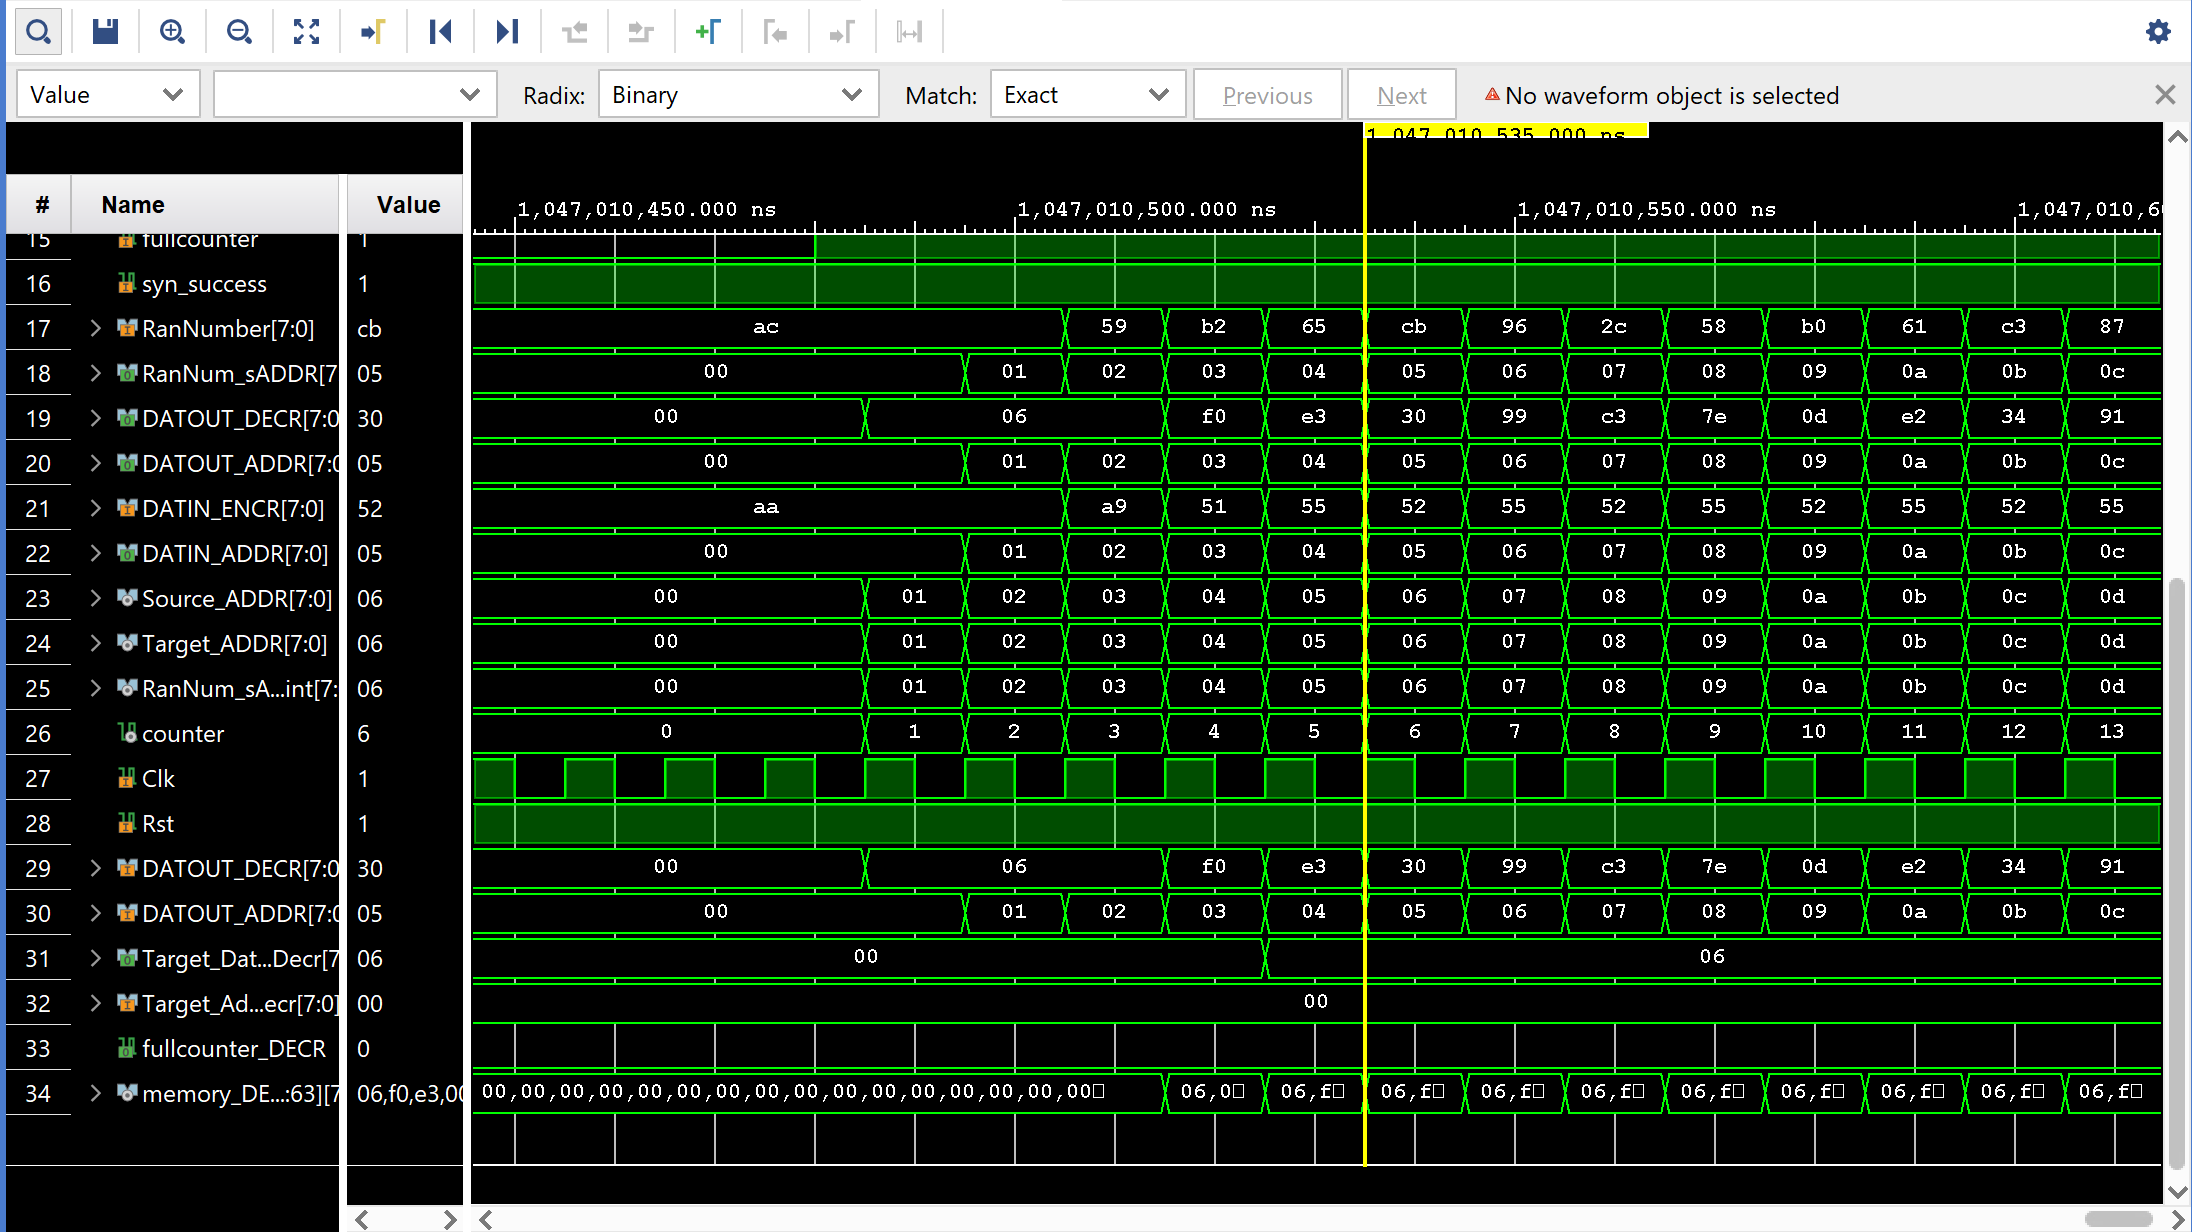 Value Radix: Binary Match: Exact Previous Next No waveform object is selected
1,047,010,535.000 ns
# Name Value 1,047,010,450.000 ns 1,047,010,500.000 ns 1,047,010,550.000 ns 1,047,010,60
15 fullcounter 1
16 syn_success 1
17 RanNumber[7:0] cb ac 59 b2 65 cb 96 2c 58 b0 61 c3 87
18 RanNum_sADDR[7 05 00 01 02 03 04 05 06 07 08 09 0a 0b 0c
19 DATOUT_DECR[7:0 30 00 06 f0 e3 30 99 c3 7e 0d e2 34 91
20 DATOUT_ADDR[7:0 05 00 01 02 03 04 05 06 07 08 09 0a 0b 0c
21 DATIN_ENCR[7:0] 52 aa a9 51 55 52 55 52 55 52 55 52 55
22 DATIN_ADDR[7:0] 05 00 01 02 03 04 05 06 07 08 09 0a 0b 0c
23 Source_ADDR[7:0] 06 00 01 02 03 04 05 06 07 08 09 0a 0b 0c 0d
24 Target_ADDR[7:0] 06 00 01 02 03 04 05 06 07 08 09 0a 0b 0c 0d
25 RanNum_sA...int[7: 06 00 01 02 03 04 05 06 07 08 09 0a 0b 0c 0d
26 counter 6 0 1 2 3 4 5 6 7 8 9 10 11 12 13
27 Clk 1
28 Rst 1
29 DATOUT_DECR[7:0 30 00 06 f0 e3 30 99 c3 7e 0d e2 34 91
30 DATOUT_ADDR[7:0 05 00 01 02 03 04 05 06 07 08 09 0a 0b 0c
31 Target_Dat...Decr[7 06 00 06
32 Target_Ad...ecr[7:0] 00 00
33 fullcounter_DECR 0
34 memory_DE...:63][7 06,f0,e3,00 00,00,00,00,00,00,00,00,00,00,00,00,00,00,00,00 06,0 06,f 06,f 06,f 06,f 06,f 06,f 06,f 06,f 06,f